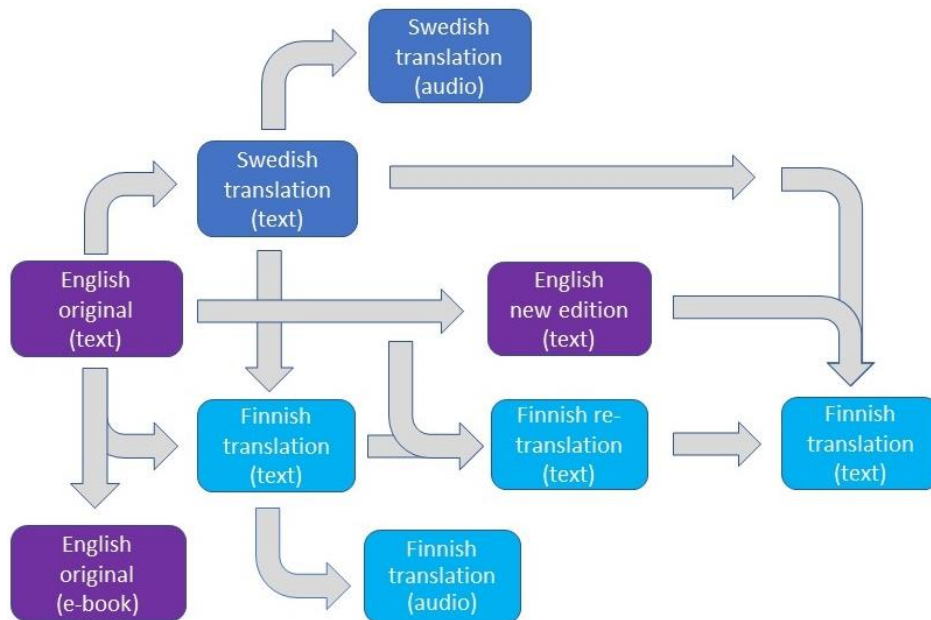 Swedish
translation
(audio)
Swedish
translation
(text)
English
original
(text)
English
new edition
(text)
Finnish
translation
(text)
Finnish re-
translation
(text)
Finnish
translation
(text)
English
original
(e-book)
Finnish
translation
(audio)